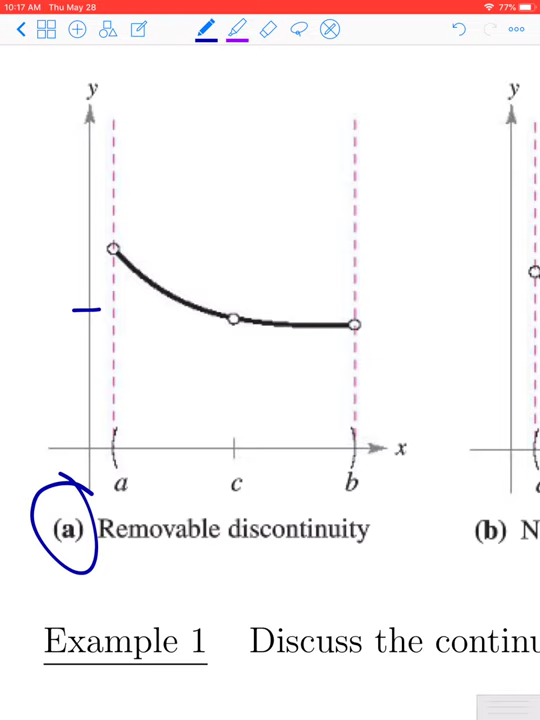 10:17 AM Thu May 28 77%
y y
x
a c b
(a) Removable discontinuity (b) N
Example 1 Discuss the continu